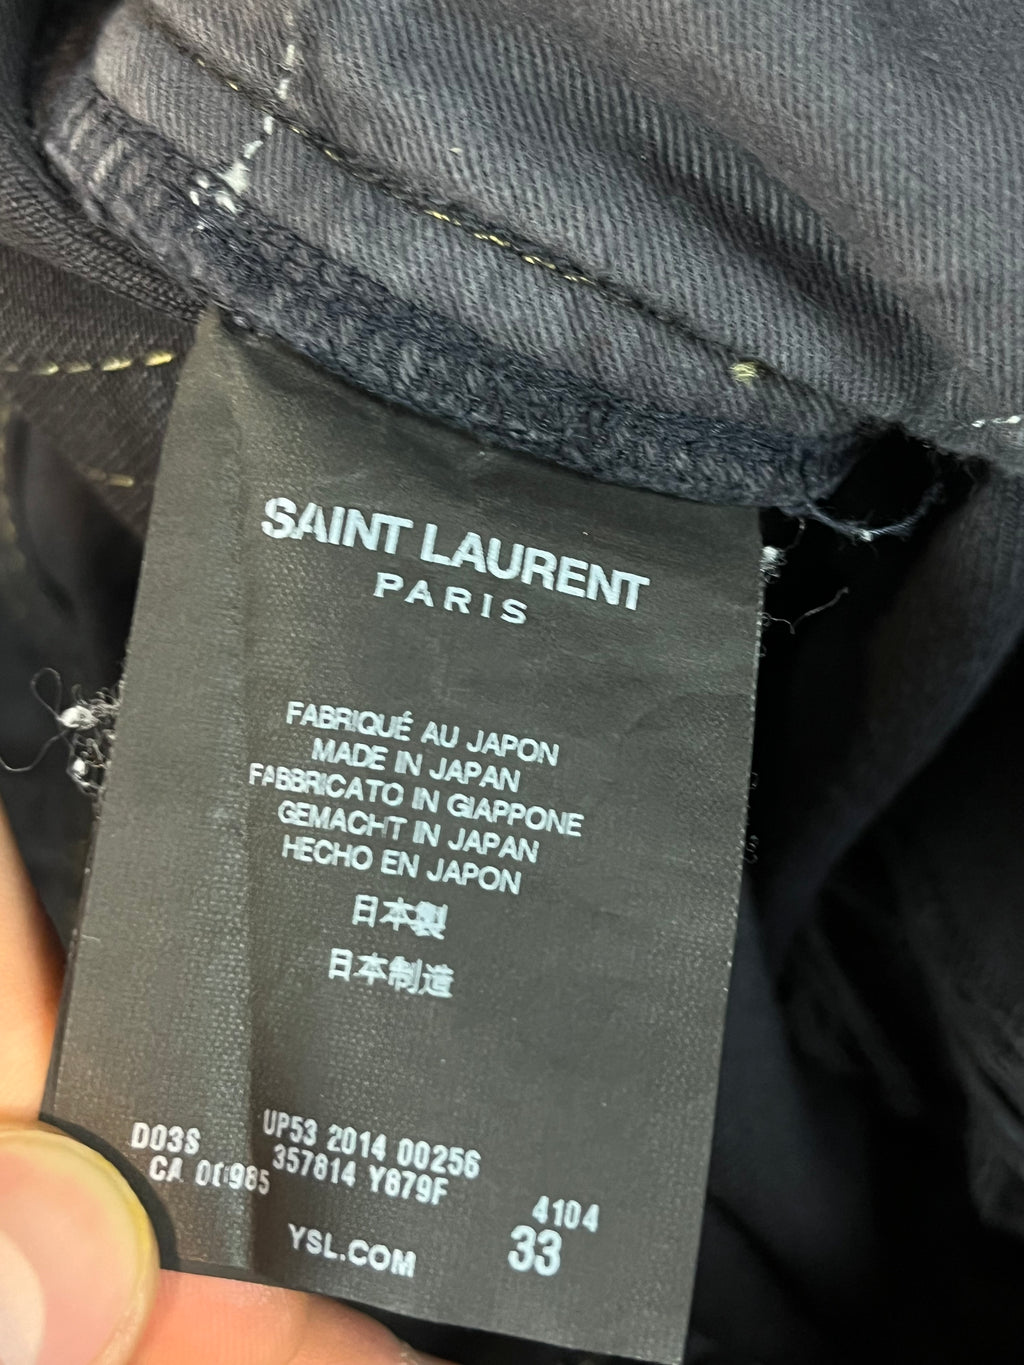 SAINT LAURENT
PARIS
FABRIQUÉ AU JAPON
MADE IN JAPAN
FABBRICATO IN GIAPPONE
GEMACHT IN JAPAN
HECHO EN JAPON
日本製
日本制造
D03S UP53 2014 00256
CA 00985 357814 Y879F
4104
YSL.COM 33